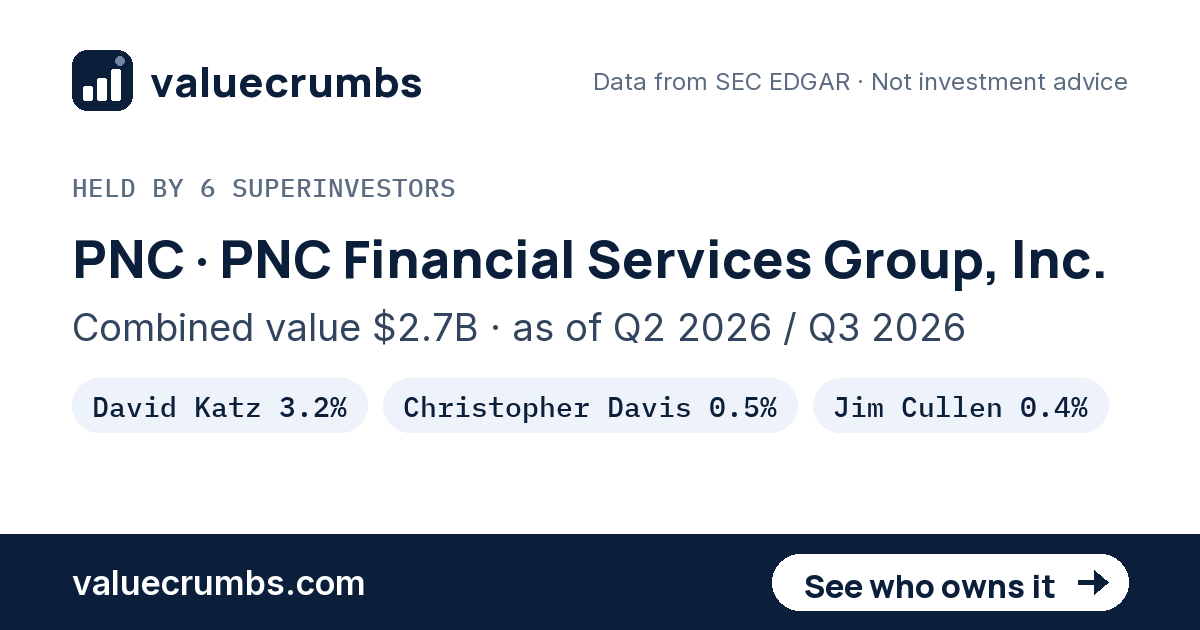 valuecrumbs
Data from SEC EDGAR · Not investment advice
HELD BY 6 SUPERINVESTORS
PNC · PNC Financial Services Group, Inc.
Combined value $2.7B · as of Q2 2026 / Q3 2026
David Katz 3.2% Christopher Davis 0.5% Jim Cullen 0.4%
valuecrumbs.com
See who owns it →